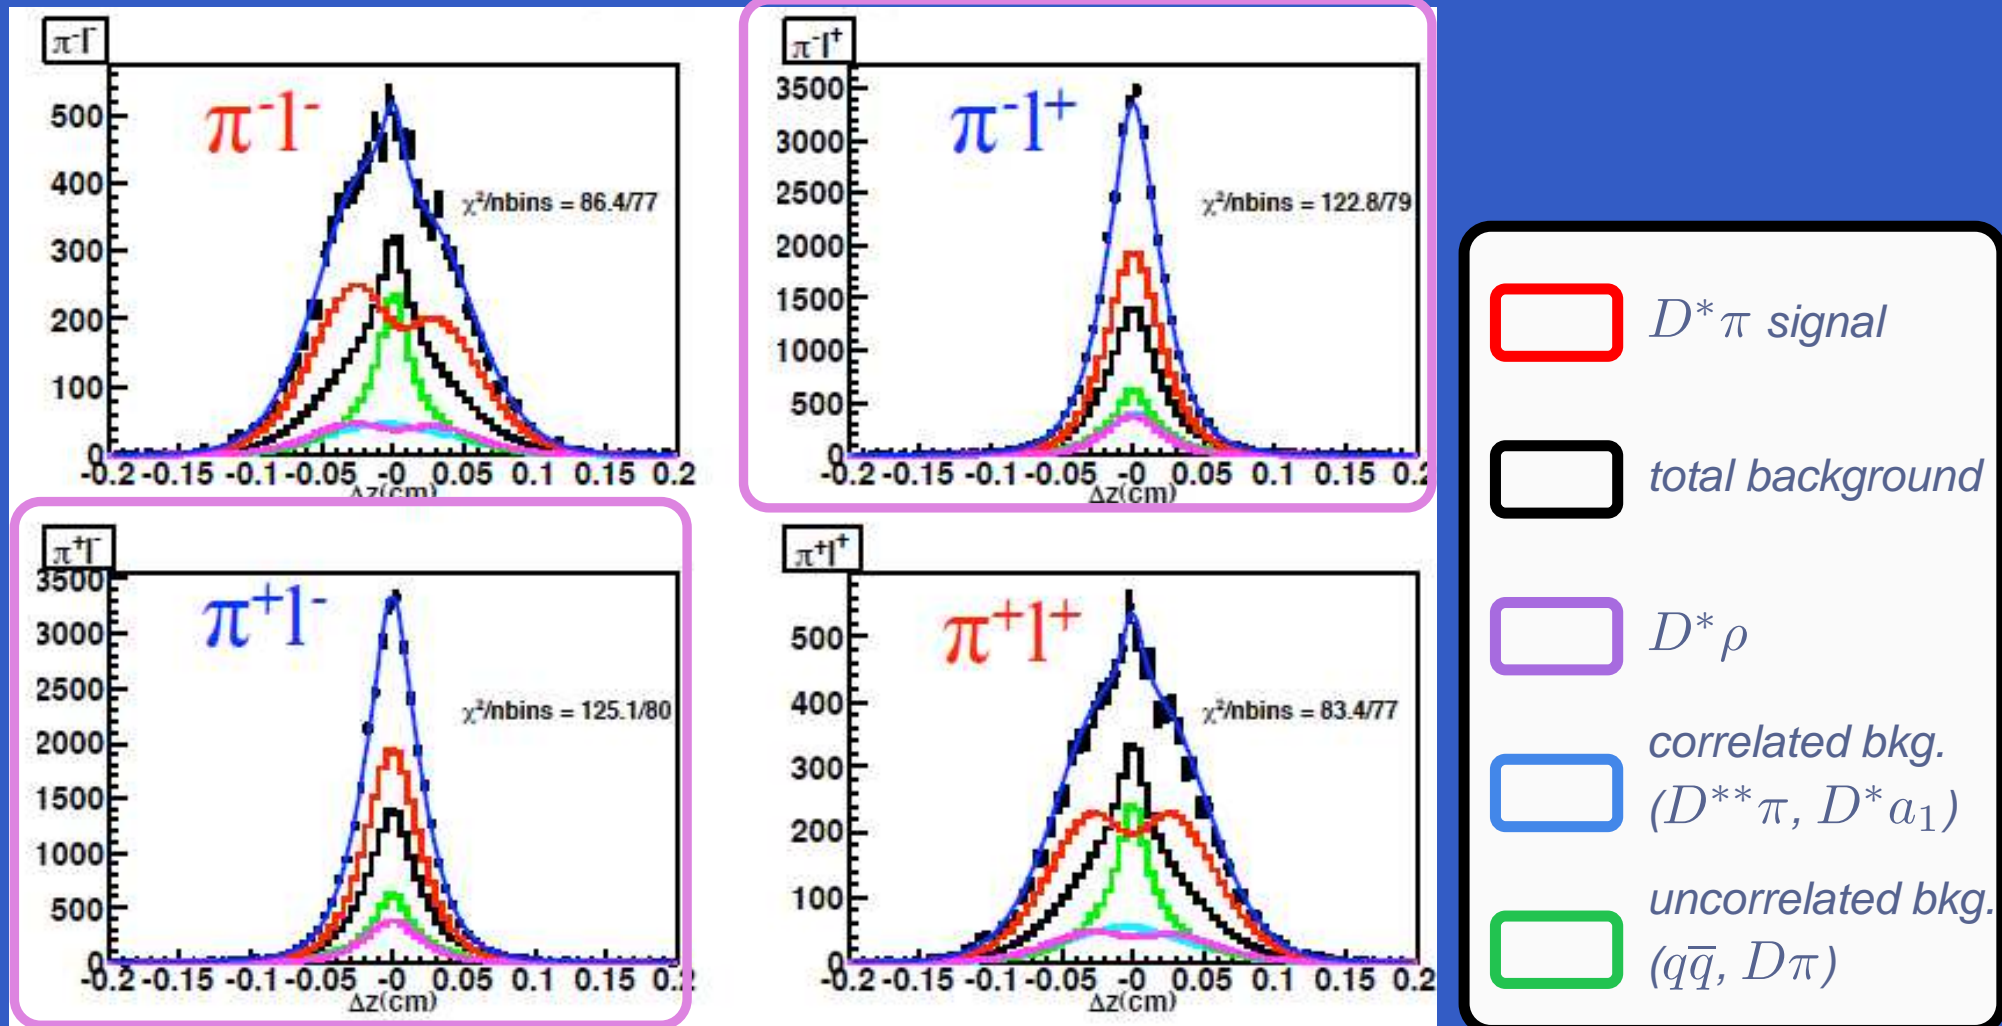 π⁻l⁻
π⁻l⁻
χ²/nbins = 86.4/77
500
400
300
200
100
0
-0.2 -0.15 -0.1 -0.05 -0 0.05 0.1 0.15 0.2
Δz(cm)
π⁻l⁺
π⁻l⁺
χ²/nbins = 122.8/79
3500
3000
2500
2000
1500
1000
500
0
-0.2 -0.15 -0.1 -0.05 -0 0.05 0.1 0.15 0.2
Δz(cm)
π⁺l⁻
π⁺l⁻
χ²/nbins = 125.1/80
3500
3000
2500
2000
1500
1000
500
0
-0.2 -0.15 -0.1 -0.05 -0 0.05 0.1 0.15 0.2
Δz(cm)
π⁺l⁺
π⁺l⁺
χ²/nbins = 83.4/77
500
400
300
200
100
0
-0.2 -0.15 -0.1 -0.05 -0 0.05 0.1 0.15 0.2
Δz(cm)
D*π signal
total background
D*ρ
correlated bkg.
(D**π, D*a₁)
uncorrelated bkg.
(qq̅, Dπ)